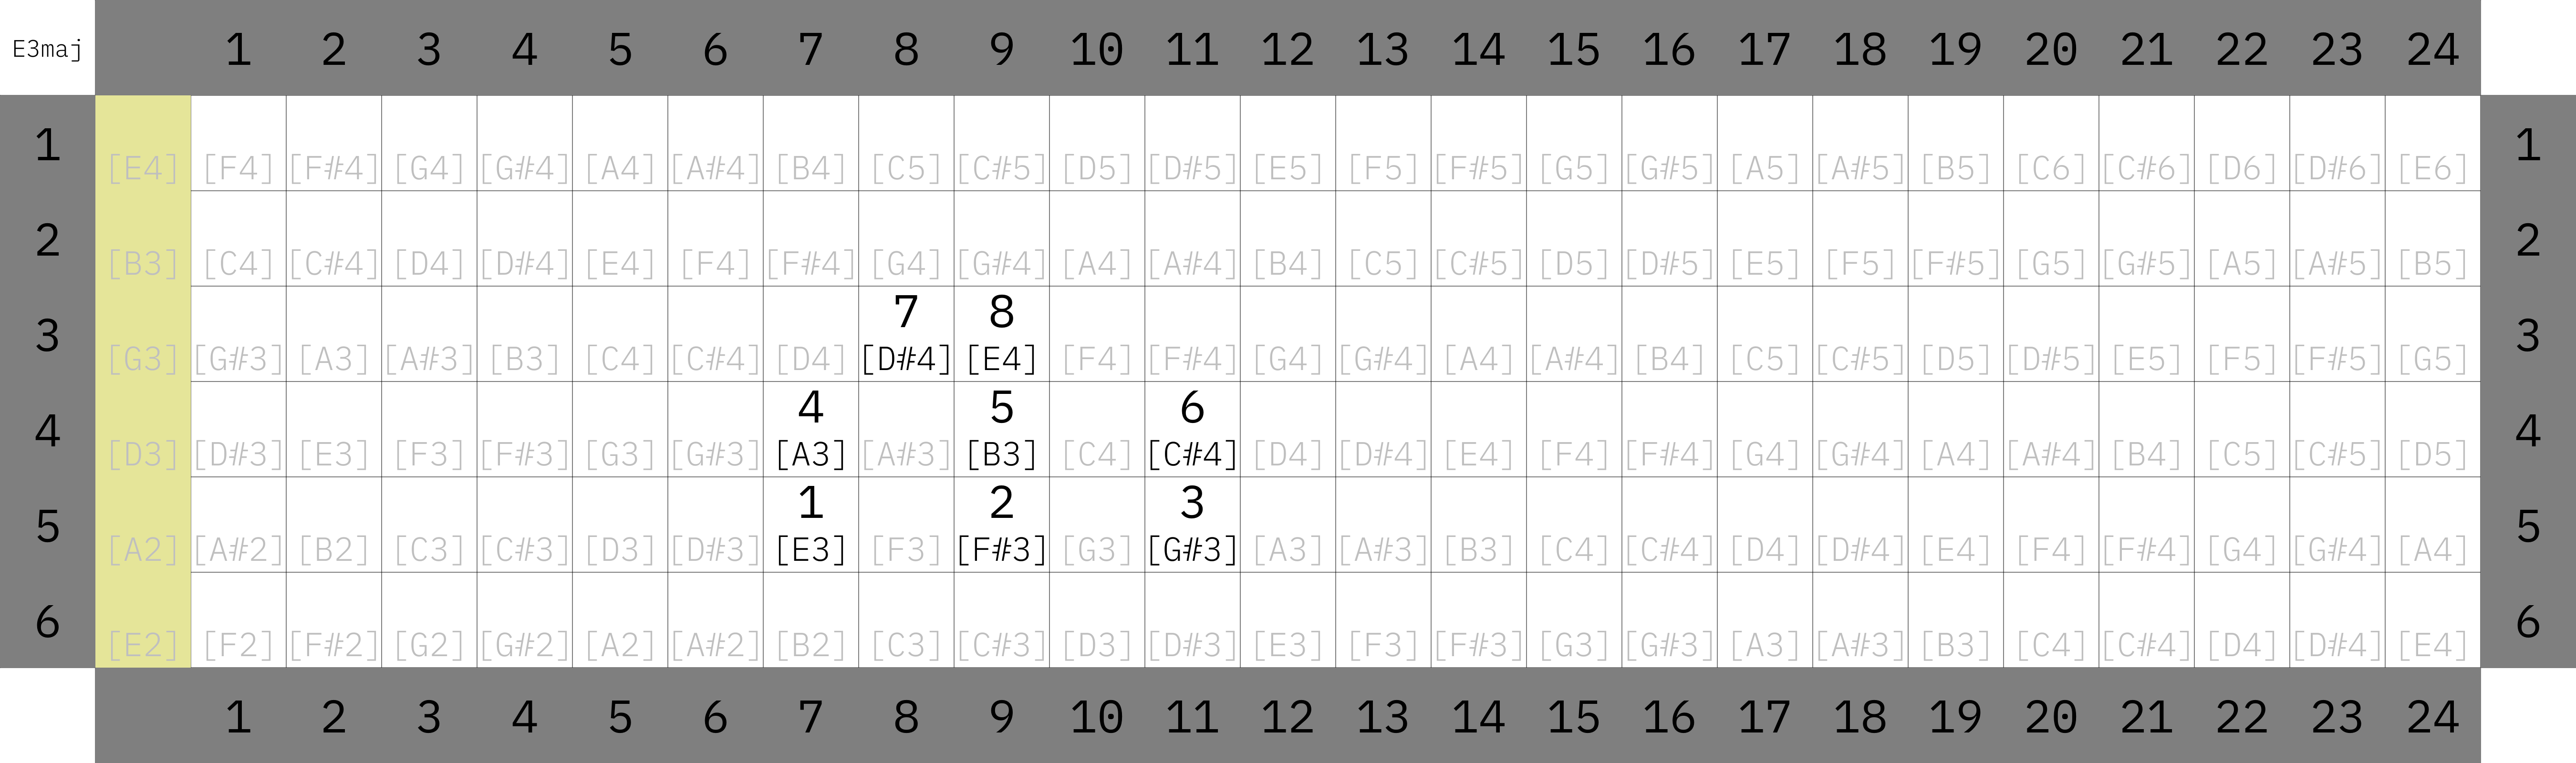 E3maj 1 2 3 4 5 6 7 8 9 10 11 12 13 14 15 16 17 18 19 20 21 22 23 24
1 [E4] [F4] [F#4] [G4] [G#4] [A4] [A#4] [B4] [C5] [C#5] [D5] [D#5] [E5] [F5] [F#5] [G5] [G#5] [A5] [A#5] [B5] [C6] [C#6] [D6] [D#6] [E6] 1
2 [B3] [C4] [C#4] [D4] [D#4] [E4] [F4] [F#4] [G4] [G#4] [A4] [A#4] [B4] [C5] [C#5] [D5] [D#5] [E5] [F5] [F#5] [G5] [G#5] [A5] [A#5] [B5] 2
7 8
3 [G3] [G#3] [A3] [A#3] [B3] [C4] [C#4] [D4] [D#4] [E4] [F4] [F#4] [G4] [G#4] [A4] [A#4] [B4] [C5] [C#5] [D5] [D#5] [E5] [F5] [F#5] [G5] 3
4 5 6
4 [D3] [D#3] [E3] [F3] [F#3] [G3] [G#3] [A3] [A#3] [B3] [C4] [C#4] [D4] [D#4] [E4] [F4] [F#4] [G4] [G#4] [A4] [A#4] [B4] [C5] [C#5] [D5] 4
1 2 3
5 [A2] [A#2] [B2] [C3] [C#3] [D3] [D#3] [E3] [F3] [F#3] [G3] [G#3] [A3] [A#3] [B3] [C4] [C#4] [D4] [D#4] [E4] [F4] [F#4] [G4] [G#4] [A4] 5
6 [E2] [F2] [F#2] [G2] [G#2] [A2] [A#2] [B2] [C3] [C#3] [D3] [D#3] [E3] [F3] [F#3] [G3] [G#3] [A3] [A#3] [B3] [C4] [C#4] [D4] [D#4] [E4] 6
1 2 3 4 5 6 7 8 9 10 11 12 13 14 15 16 17 18 19 20 21 22 23 24